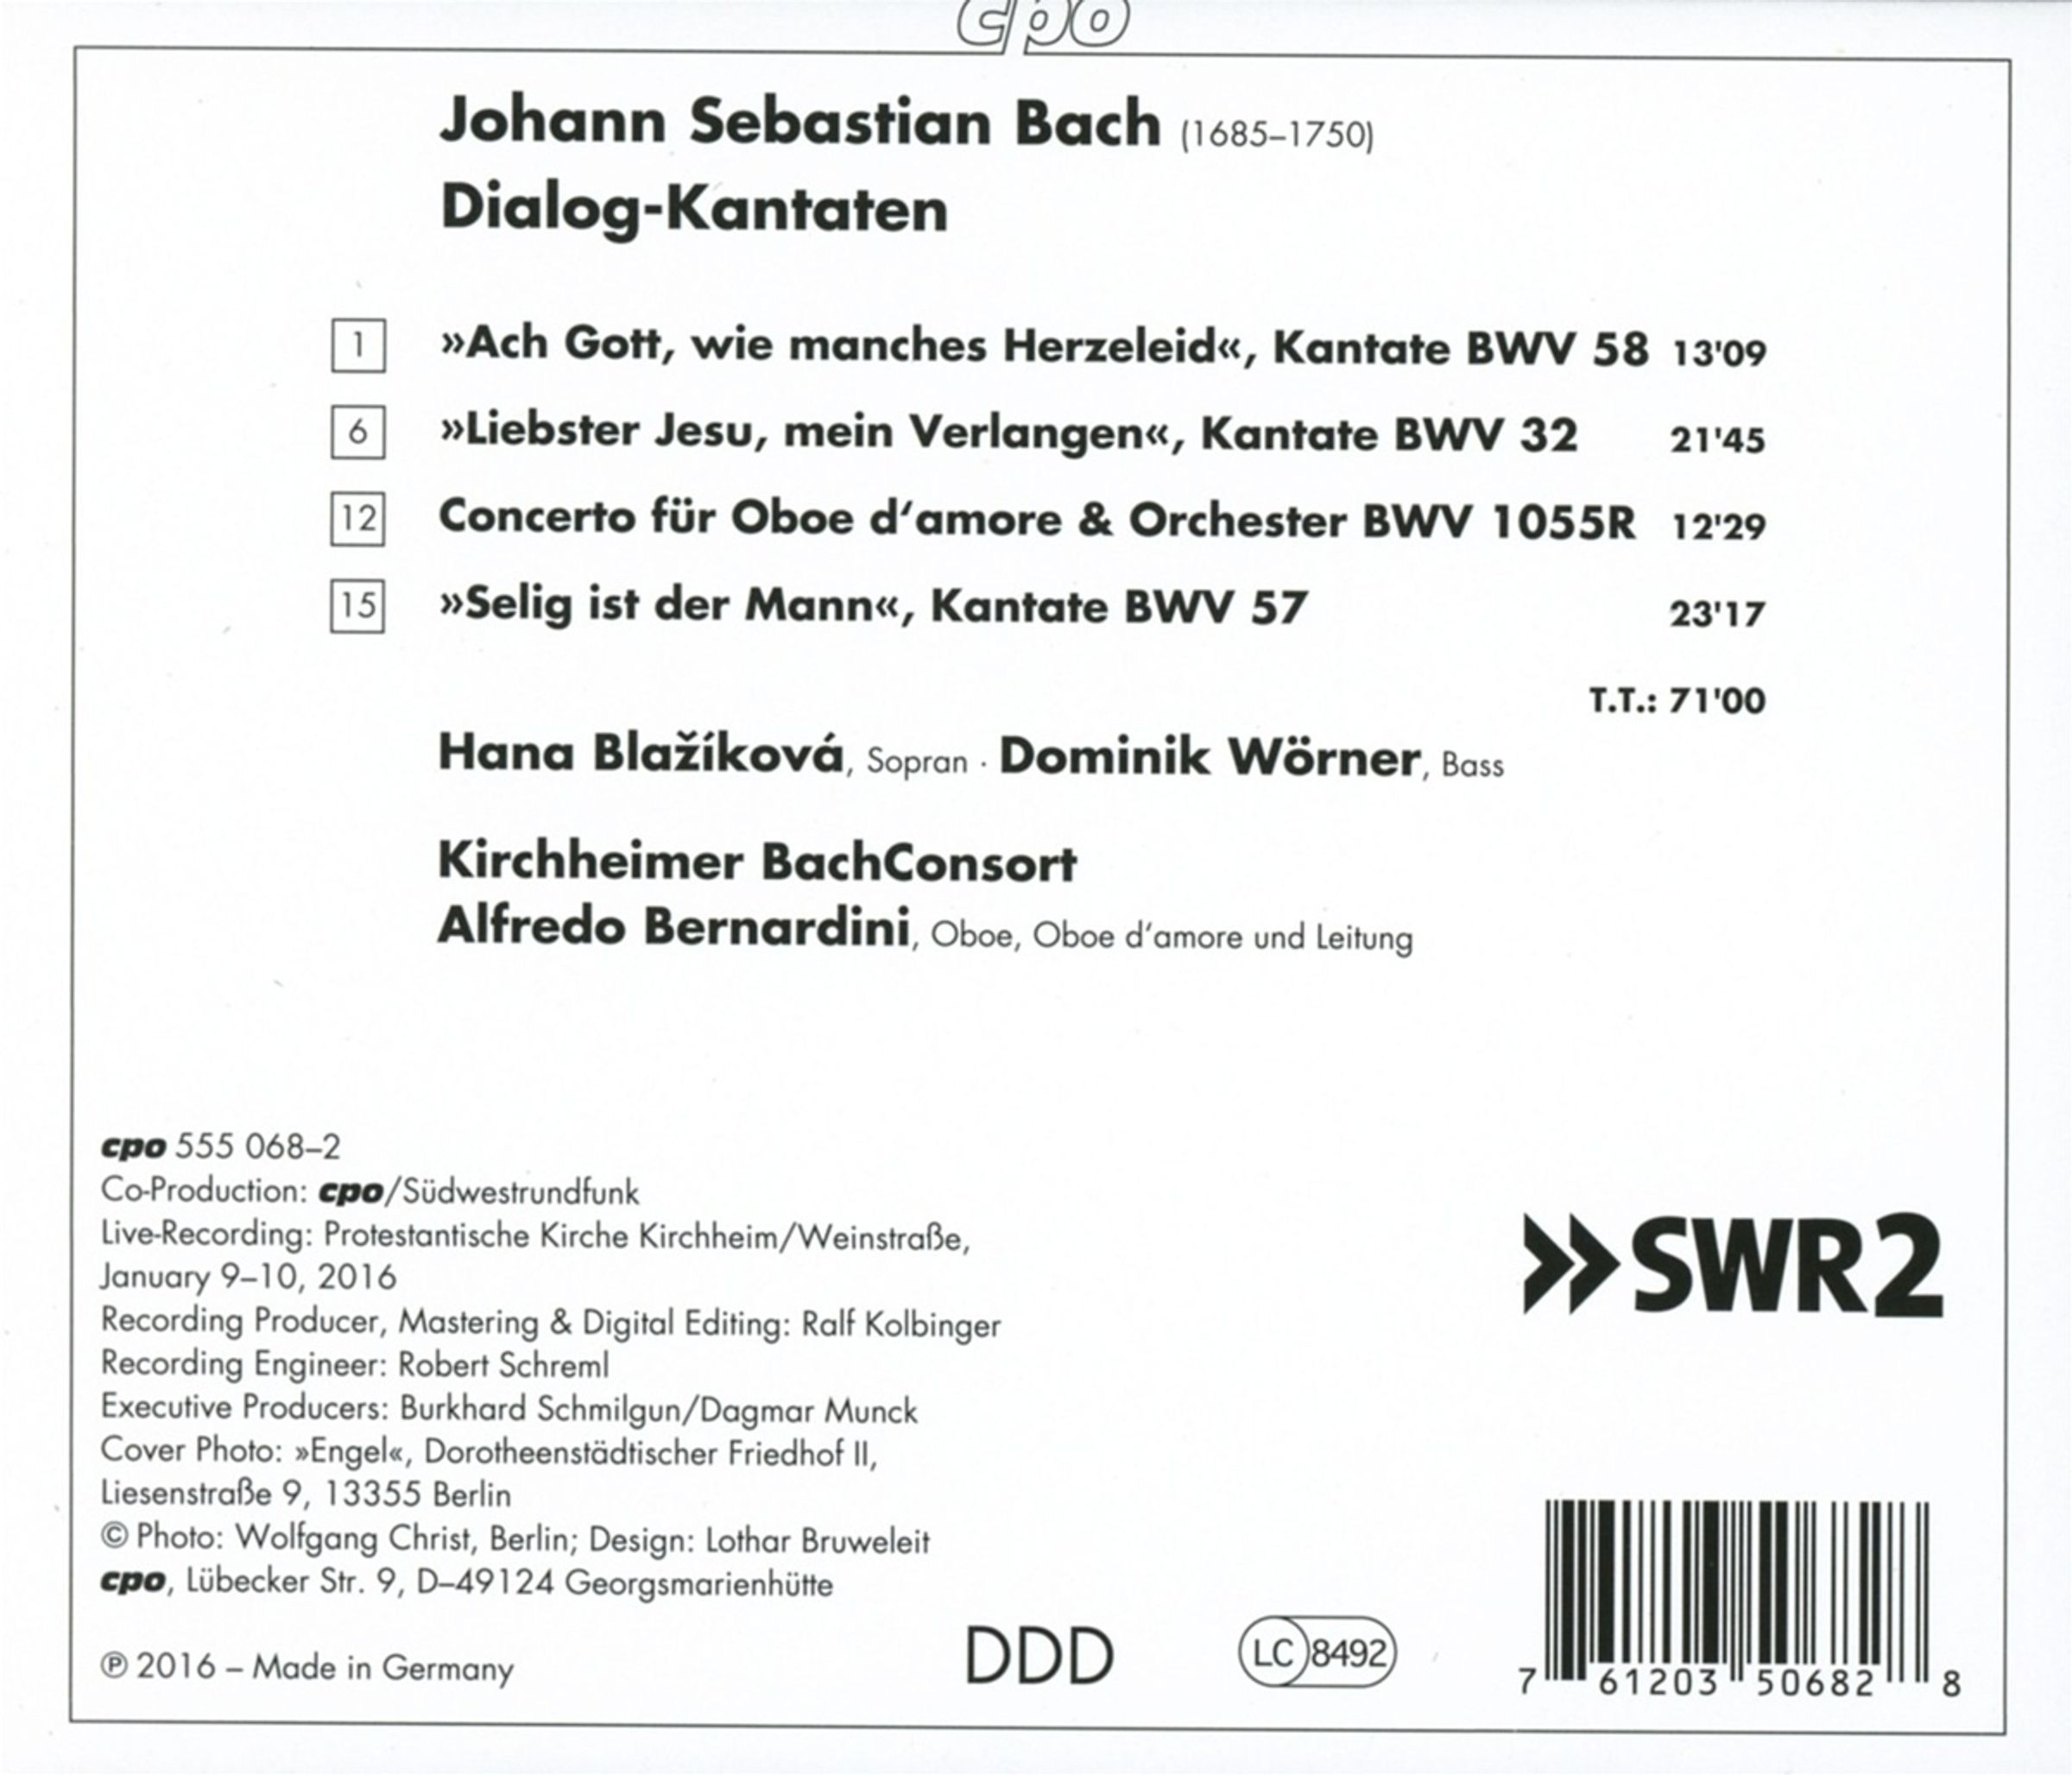 cpo
Johann Sebastian Bach (1685–1750)
Dialog-Kantaten
1 »Ach Gott, wie manches Herzeleid«, Kantate BWV 58 13'09
6 »Liebster Jesu, mein Verlangen«, Kantate BWV 32 21'45
12 Concerto für Oboe d'amore & Orchester BWV 1055R 12'29
15 »Selig ist der Mann«, Kantate BWV 57 23'17
T.T.: 71'00
Hana Blažíková, Sopran · Dominik Wörner, Bass
Kirchheimer BachConsort
Alfredo Bernardini, Oboe, Oboe d'amore und Leitung
cpo 555 068–2
Co-Production: cpo/Südwestrundfunk
Live-Recording: Protestantische Kirche Kirchheim/Weinstraße,
January 9–10, 2016
Recording Producer, Mastering & Digital Editing: Ralf Kolbinger
Recording Engineer: Robert Schreml
Executive Producers: Burkhard Schmilgun/Dagmar Munck
Cover Photo: »Engel«, Dorotheenstädtischer Friedhof II,
Liesenstraße 9, 13355 Berlin
© Photo: Wolfgang Christ, Berlin; Design: Lothar Bruweleit
cpo, Lübecker Str. 9, D–49124 Georgsmarienhütte
℗ 2016 – Made in Germany
DDD
LC 8492
»SWR2
7 61203 50682 8